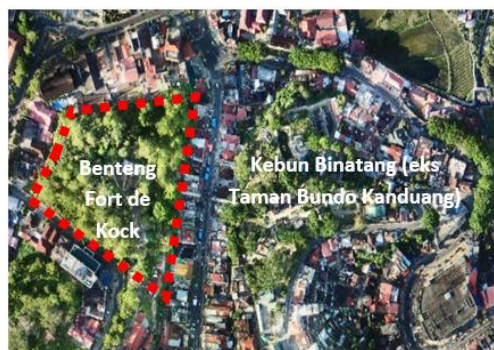 Benteng
Fort de
Kock
Kebun Binatang (eks
Taman Bundo Kanduang)